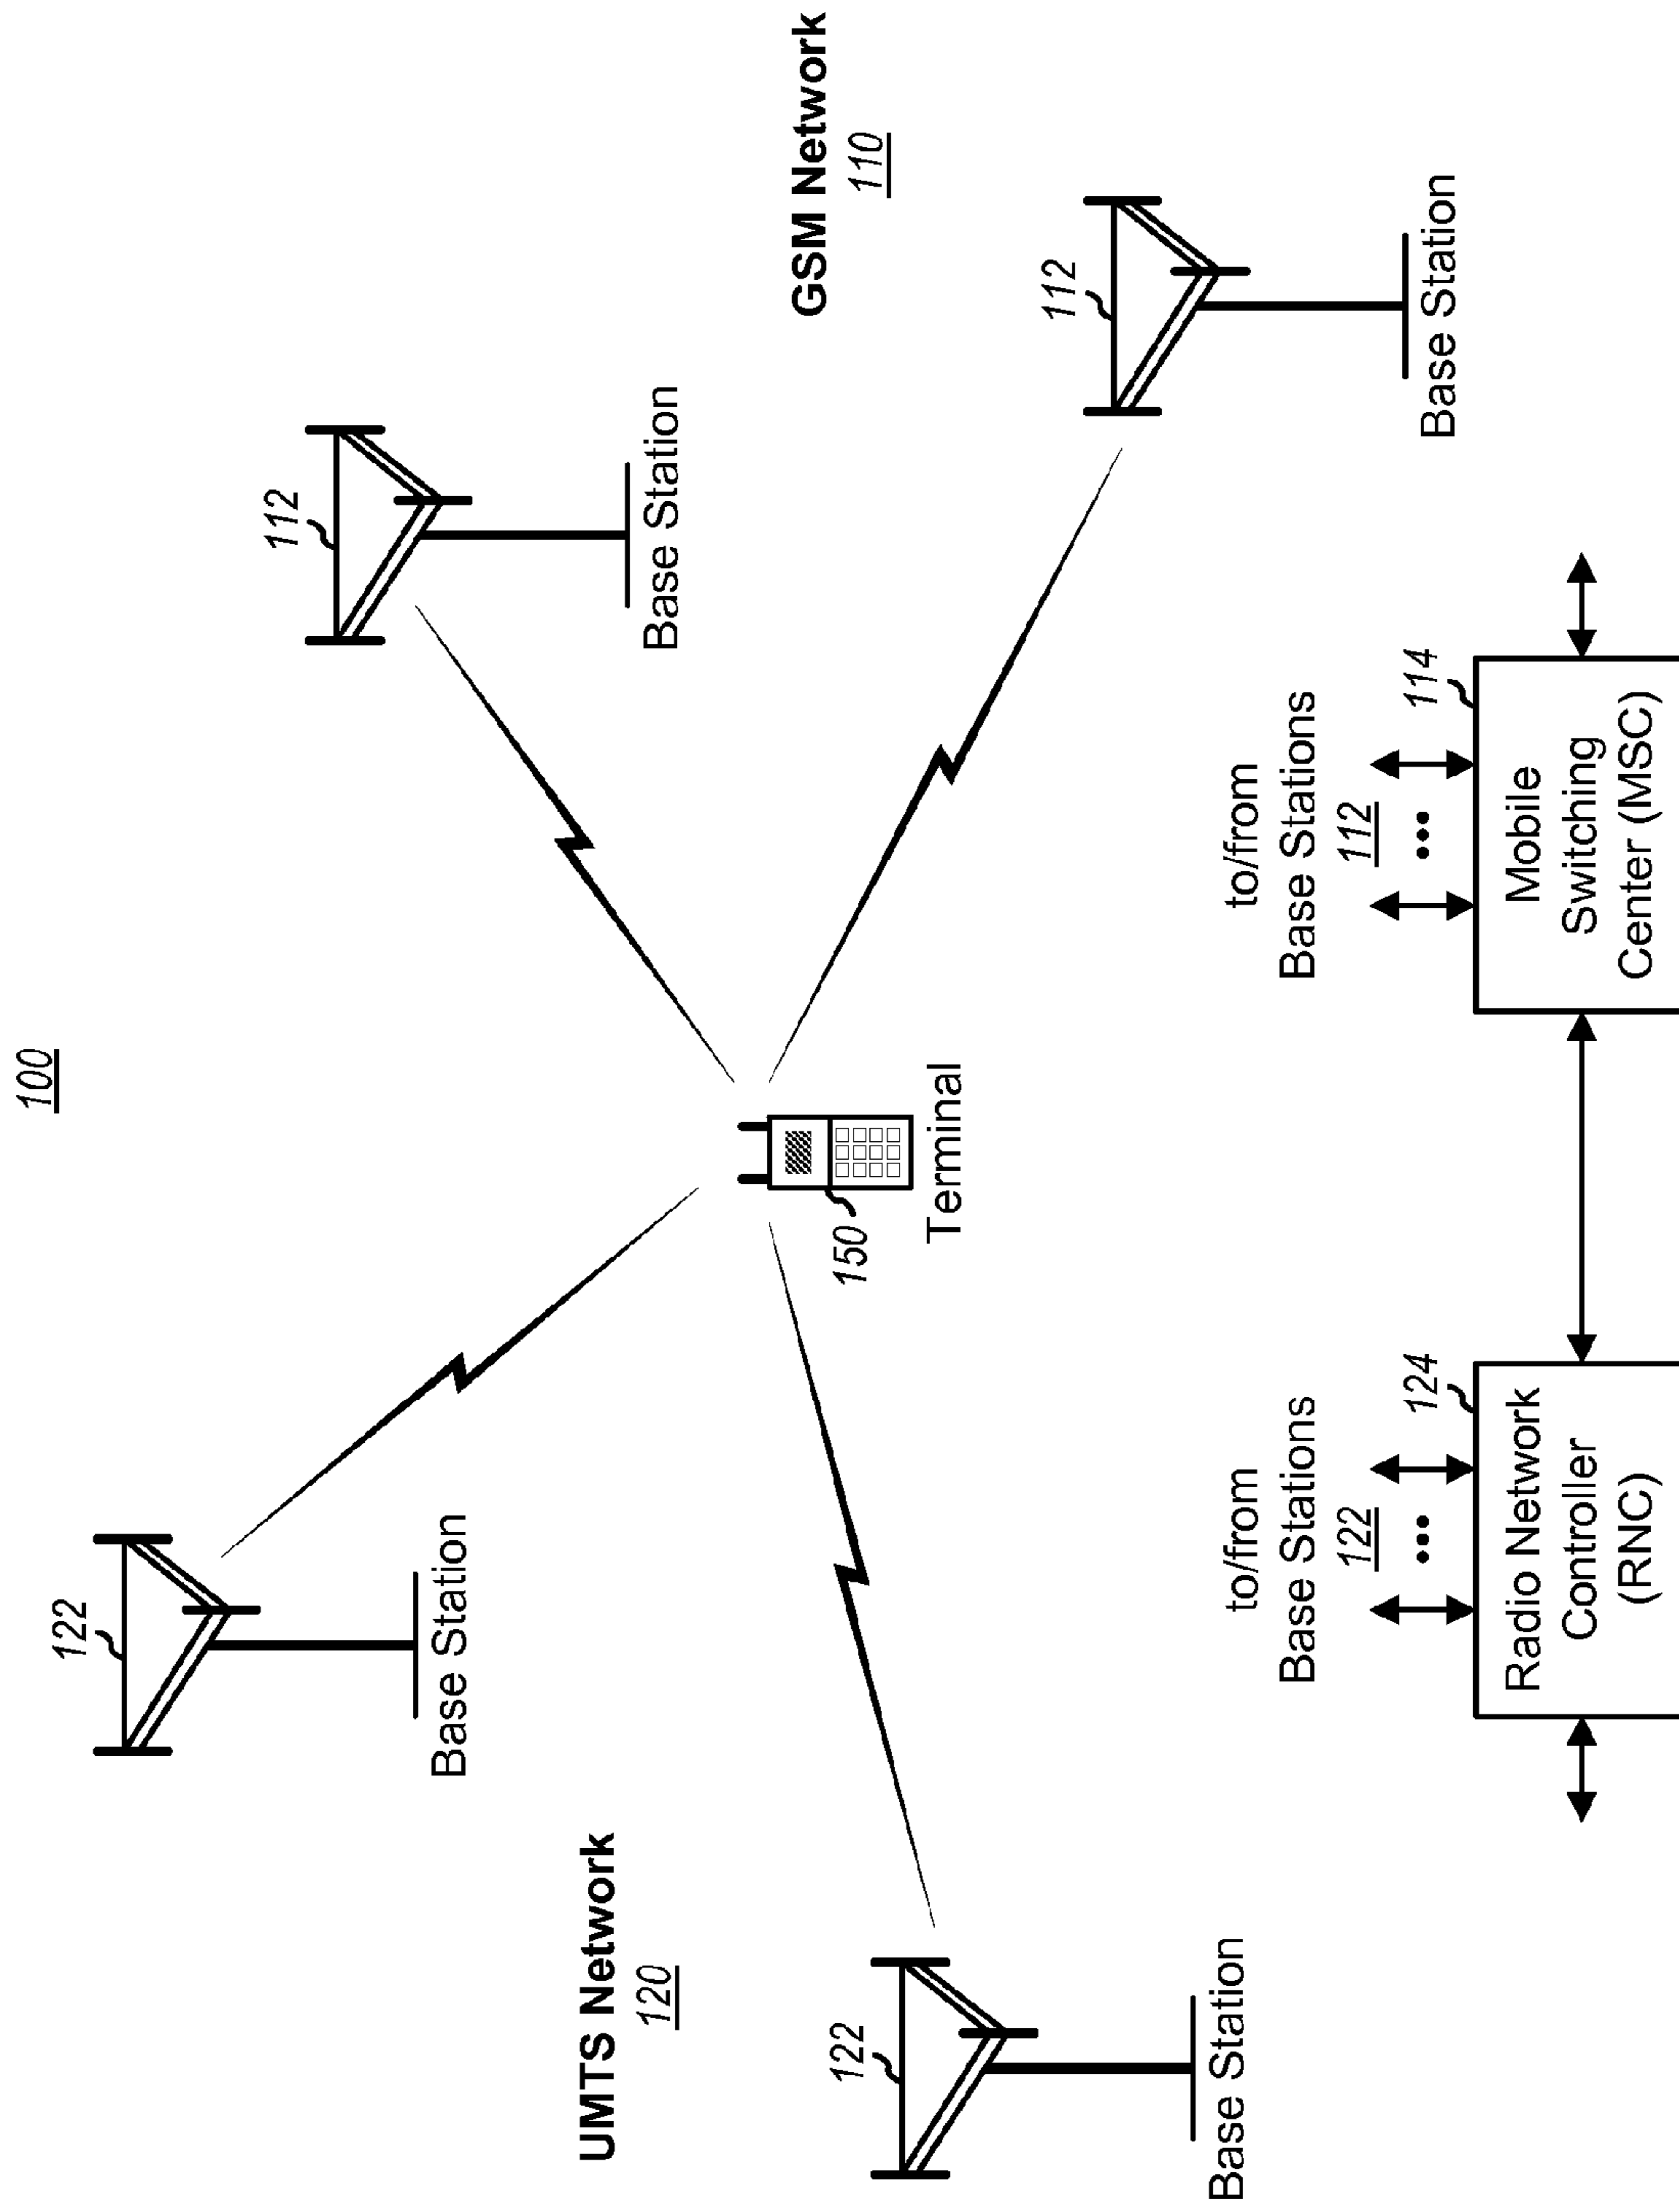 100
122
Base Station
112
Base Station
UMTS Network
120
GSM Network
110
150
Terminal
122
Base Station
112
Base Station
to/from
Base Stations
122
•••
124
Radio Network
Controller
(RNC)
to/from
Base Stations
112
•••
114
Mobile
Switching
Center (MSC)